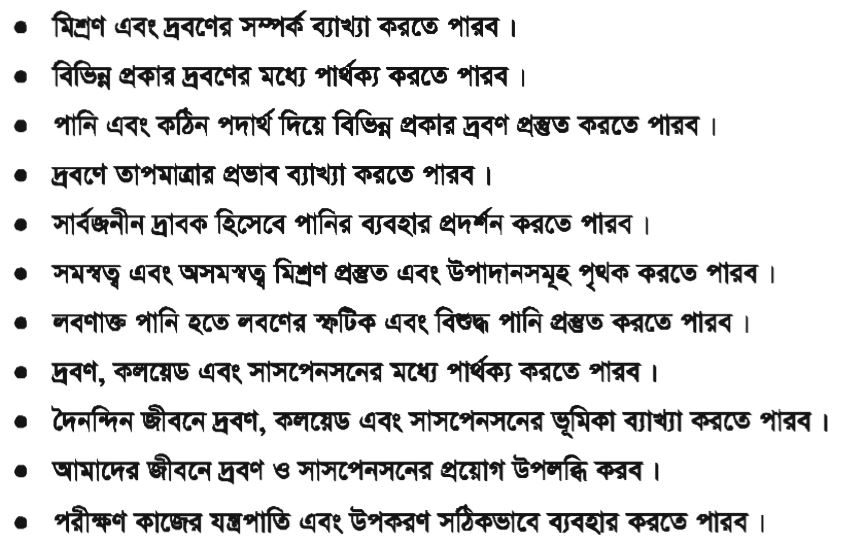 • মিশ্রণ এবং দ্রবণের সম্পর্ক ব্যাখ্যা করতে পারব।
• বিভিন্ন প্রকার দ্রবণের মধ্যে পার্থক্য করতে পারব।
• পানি এবং কঠিন পদার্থ দিয়ে বিভিন্ন প্রকার দ্রবণ প্রস্তুত করতে পারব।
• দ্রবণে তাপমাত্রার প্রভাব ব্যাখ্যা করতে পারব।
• সার্বজনীন দ্রাবক হিসেবে পানির ব্যবহার প্রদর্শন করতে পারব।
• সমস্বত্ব এবং অসমস্বত্ব মিশ্রণ প্রস্তুত এবং উপাদানসমূহ পৃথক করতে পারব।
• লবণাক্ত পানি হতে লবণের স্ফটিক এবং বিশুদ্ধ পানি প্রস্তুত করতে পারব।
• দ্রবণ, কলয়েড এবং সাসপেনসনের মধ্যে পার্থক্য করতে পারব।
• দৈনন্দিন জীবনে দ্রবণ, কলয়েড এবং সাসপেনসনের ভূমিকা ব্যাখ্যা করতে পারব।
• আমাদের জীবনে দ্রবণ ও সাসপেনসনের প্রয়োগ উপলব্ধি করব।
• পরীক্ষণ কাজের যন্ত্রপাতি এবং উপকরণ সঠিকভাবে ব্যবহার করতে পারব।